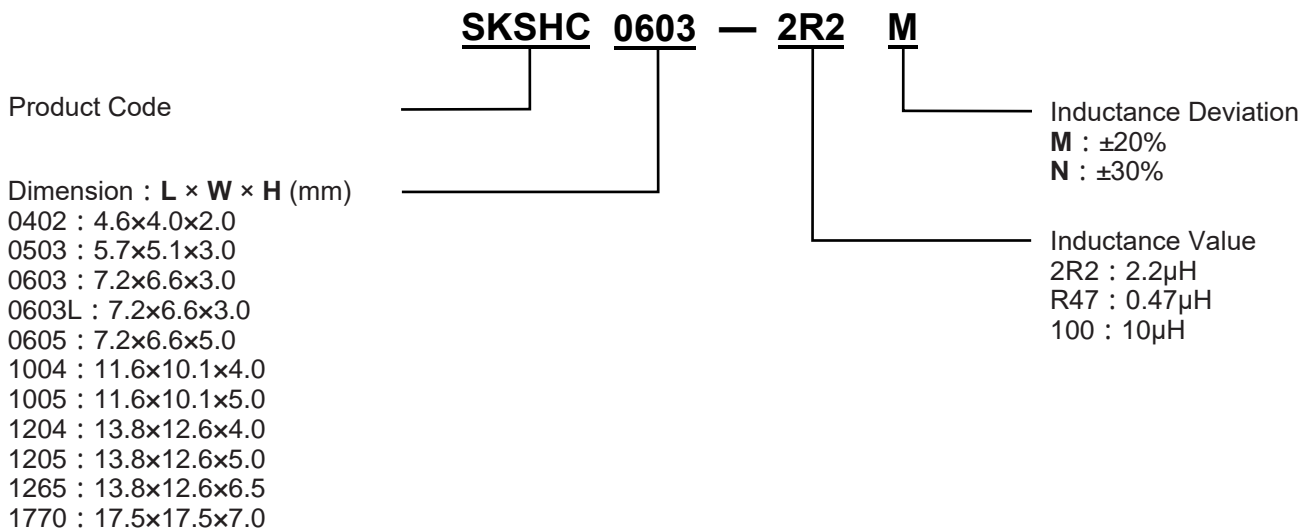 SKSHC 0603 — 2R2 M
Product Code
Dimension：L × W × H (mm)
0402：4.6×4.0×2.0
0503：5.7×5.1×3.0
0603：7.2×6.6×3.0
0603L：7.2×6.6×3.0
0605：7.2×6.6×5.0
1004：11.6×10.1×4.0
1005：11.6×10.1×5.0
1204：13.8×12.6×4.0
1205：13.8×12.6×5.0
1265：13.8×12.6×6.5
1770：17.5×17.5×7.0
Inductance Deviation
M：±20%
N：±30%
Inductance Value
2R2：2.2µH
R47：0.47µH
100：10µH